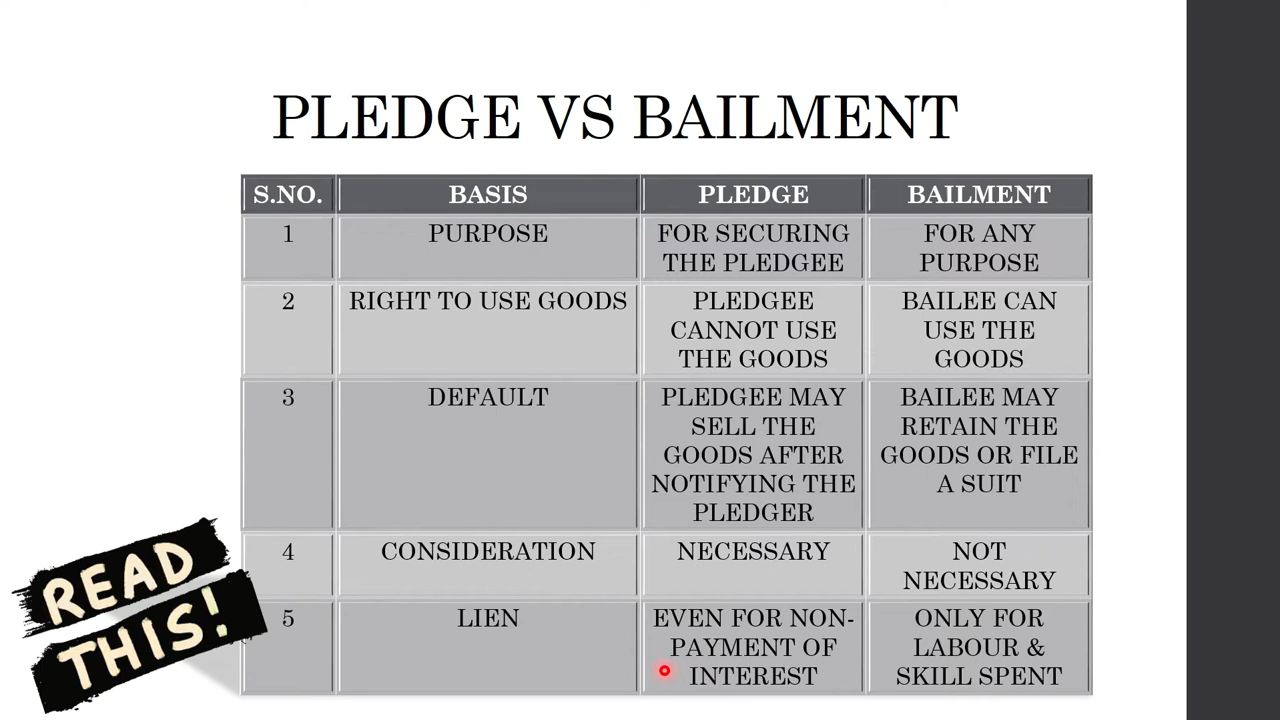 PLEDGE VS BAILMENT
S.NO. BASIS PLEDGE BAILMENT
1 PURPOSE FOR SECURING THE PLEDGEE FOR ANY PURPOSE
2 RIGHT TO USE GOODS PLEDGEE CANNOT USE THE GOODS BAILEE CAN USE THE GOODS
3 DEFAULT PLEDGEE MAY SELL THE GOODS AFTER NOTIFYING THE PLEDGER BAILEE MAY RETAIN THE GOODS OR FILE A SUIT
4 CONSIDERATION NECESSARY NOT NECESSARY
5 LIEN EVEN FOR NON-PAYMENT OF INTEREST ONLY FOR LABOUR & SKILL SPENT
READ
THIS!